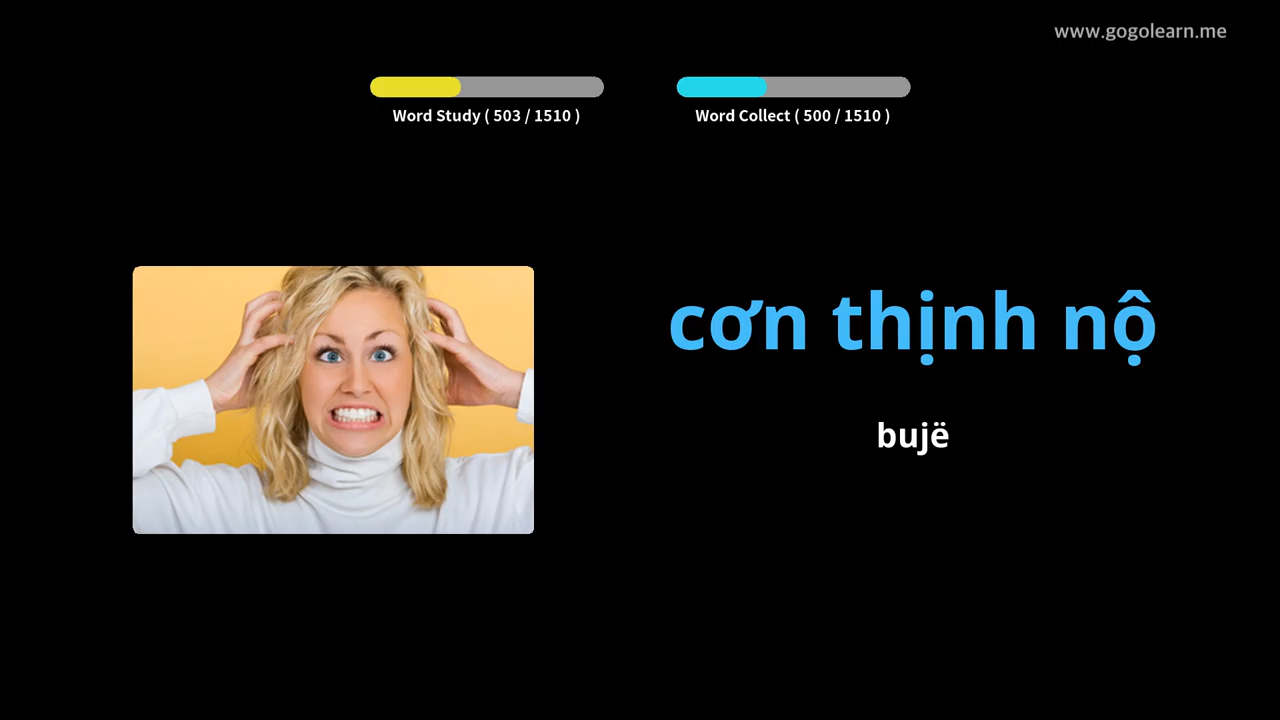 www.gogolearn.me
Word Study ( 503 / 1510 )
Word Collect ( 500 / 1510 )
cơn thịnh nộ
bujë